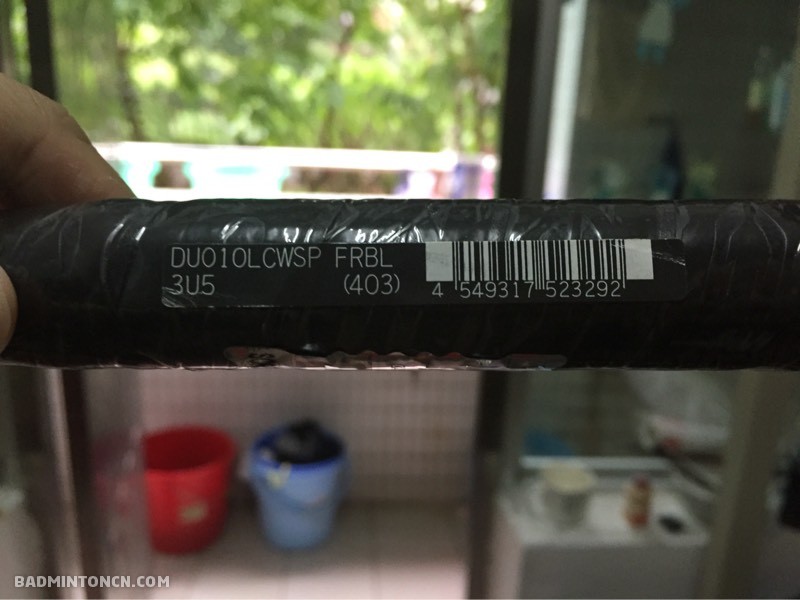 DUO10LCWSP FRBL
3U5 (403)
4 549317 523292
BADMINTONCN.COM